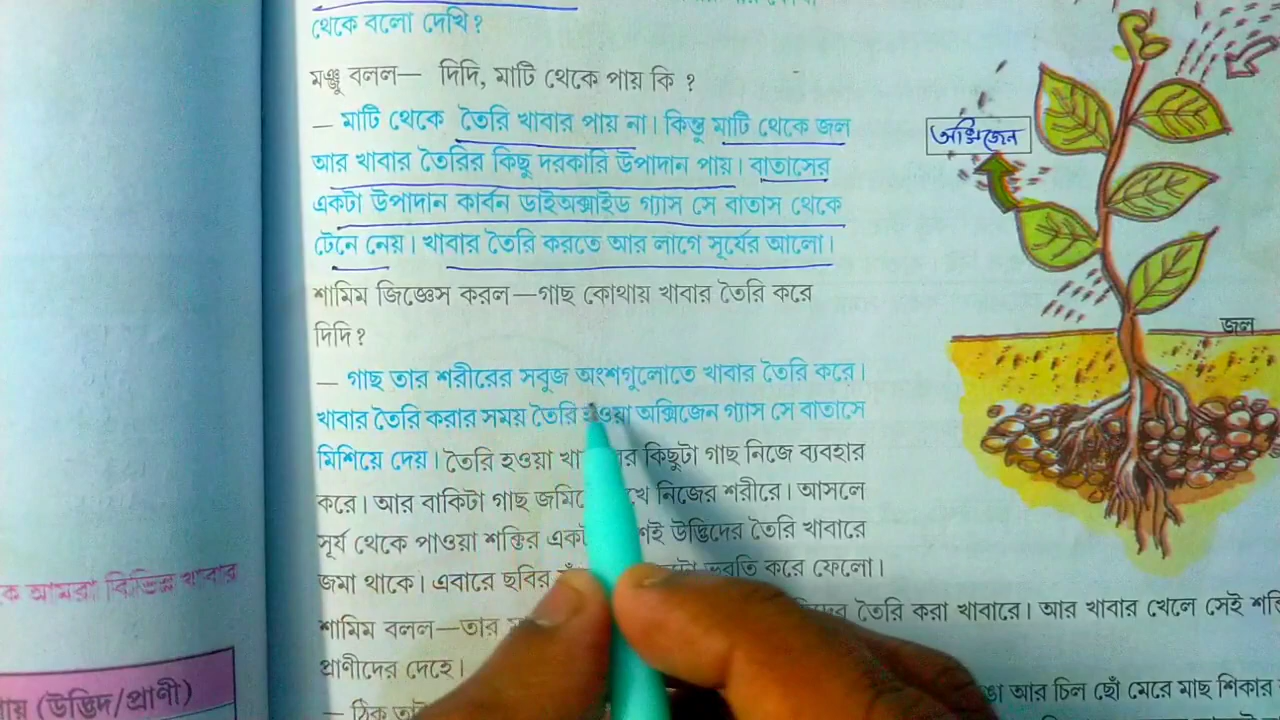 থেকে বলো দেখি?
মঞ্জু বলল— দিদি, মাটি থেকে পায় কি ?
— মাটি থেকে তৈরি খাবার পায় না। কিন্তু মাটি থেকে জল
আর খাবার তৈরির কিছু দরকারি উপাদান পায়। বাতাসের
একটা উপাদান কার্বন ডাইঅক্সাইড গ্যাস সে বাতাস থেকে
টেনে নেয়। খাবার তৈরি করতে আর লাগে সূর্যের আলো।
শামিম জিজ্ঞেস করল—গাছ কোথায় খাবার তৈরি করে
দিদি?
— গাছ তার শরীরের সবুজ অংশগুলোতে খাবার তৈরি করে।
খাবার তৈরি করার সময় তৈরি হওয়া অক্সিজেন গ্যাস সে বাতাসে
মিশিয়ে দেয়। তৈরি হওয়া কিছুটা গাছ নিজে ব্যবহার
করে। আর বাকিটা গাছ নিজের শরীরে। আসলে
সূর্য থেকে পাওয়া শক্তির উদ্ভিদের তৈরি খাবারে
জমা থাকে। এবারে ছবির করে ফেলো।
শামিম বলল—তার তৈরি করা খাবারে। আর খাবার খেলে সেই
প্রাণীদের দেহে।
— ঠিক আর চিল ছোঁ মেরে মাছ শিকার
অক্সিজেন
জল
আমরা বিভিন্ন খাবার
(উদ্ভিদ/প্রাণী)